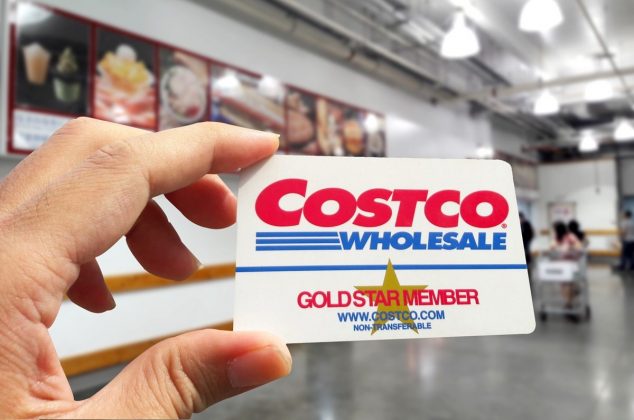 COSTCO®
WHOLESALE
GOLD STAR MEMBER
WWW.COSTCO.COM
NON-TRANSFERABLE